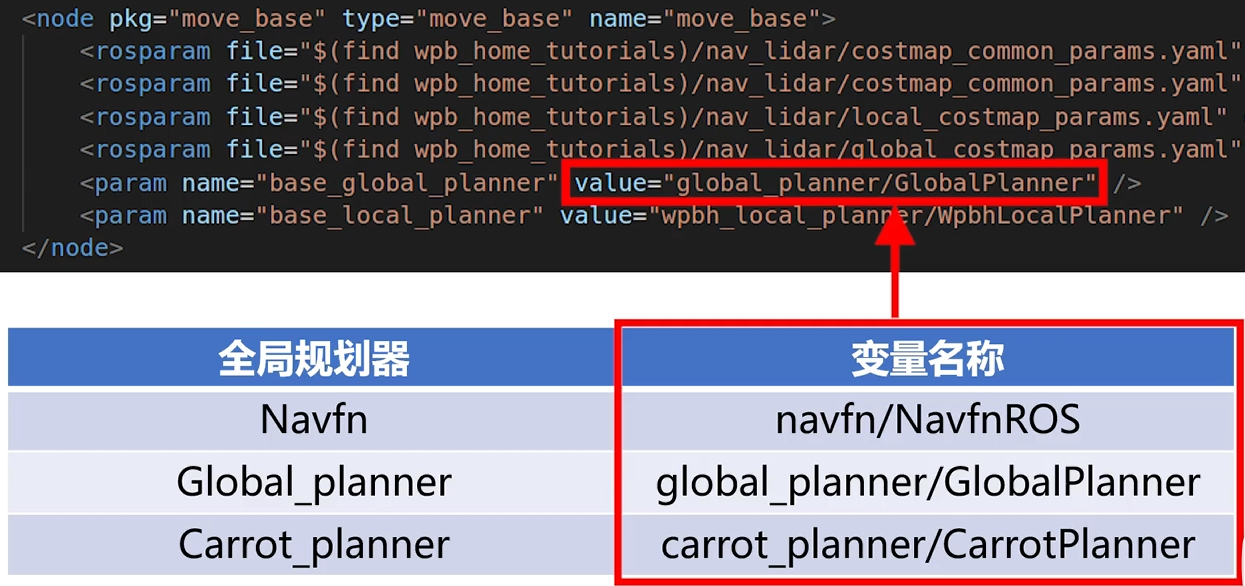 <node pkg="move_base" type="move_base" name="move_base">
<rosparam file="$(find wpb_home_tutorials)/nav_lidar/costmap_common_params.yaml"
<rosparam file="$(find wpb_home_tutorials)/nav_lidar/costmap_common_params.yaml"
<rosparam file="$(find wpb_home_tutorials)/nav_lidar/local_costmap_params.yaml"
<rosparam file="$(find wpb_home_tutorials)/nav_lidar/global_costmap_params.yaml"
<param name="base_global_planner" value="global_planner/GlobalPlanner" />
<param name="base_local_planner" value="wpbh_local_planner/WpbhLocalPlanner" />
</node>
全局规划器 变量名称
Navfn navfn/NavfnROS
Global_planner global_planner/GlobalPlanner
Carrot_planner carrot_planner/CarrotPlanner